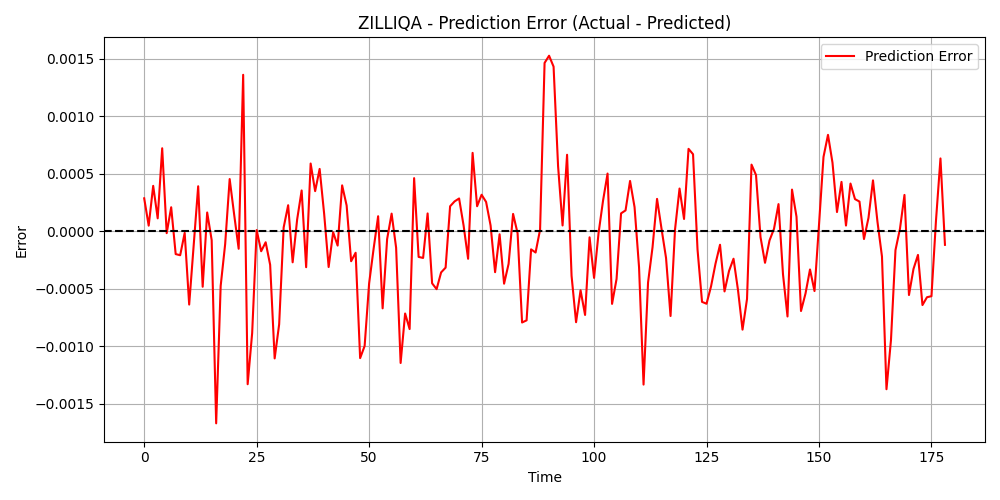 ZILLIQA - Prediction Error (Actual - Predicted)
Prediction Error
0.0015
0.0010
0.0005
0.0000
−0.0005
−0.0010
−0.0015
Error
0 25 50 75 100 125 150 175
Time